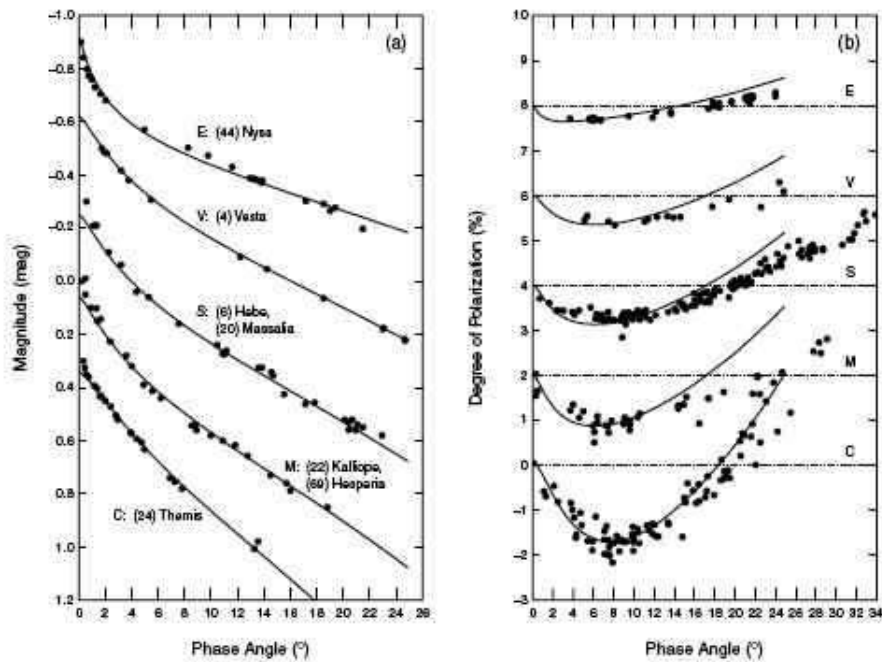 (a)
–1.0
–0.8
–0.6
–0.4
–0.2
0.0
0.2
0.4
0.6
0.8
1.0
1.2
Magnitude (mag)
E: (44) Nysa
V: (4) Vesta
S: (6) Hebe,
(20) Massalia
M: (22) Kalliope,
(69) Hesperia
C: (24) Themis
0 2 4 6 8 10 12 14 16 18 20 22 24 26
Phase Angle (°)
(b)
10
9
8
7
6
5
4
3
2
1
0
–1
–2
–3
Degree of Polarization (%)
E
V
S
M
C
0 2 4 6 8 10 12 14 16 18 20 22 24 26 28 30 32 34
Phase Angle (°)